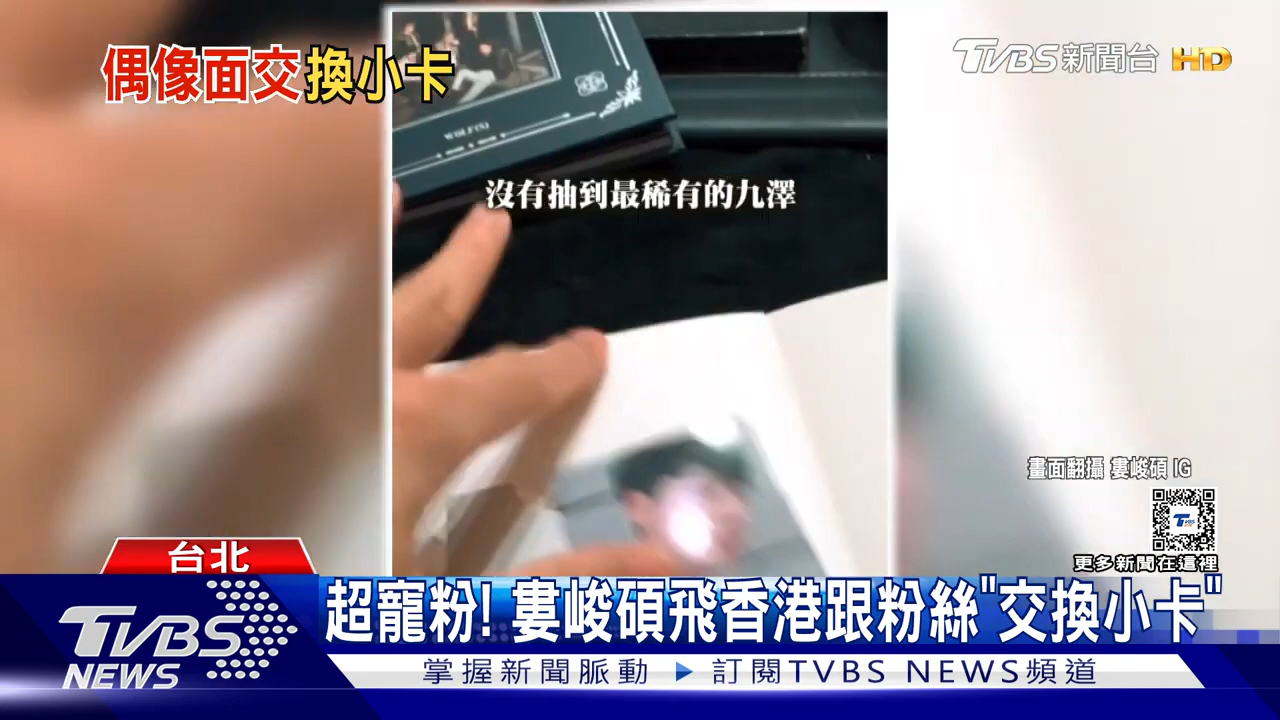 偶像面交換小卡
TVBS新聞台 HD
沒有抽到最稀有的九澤
畫面翻攝 婁峻碩 IG
TVBS
更多新聞在這裡
台北
超寵粉! 婁峻碩飛香港跟粉絲"交換小卡"
TVBS
NEWS
掌握新聞脈動 ▶ 訂閱TVBS NEWS頻道